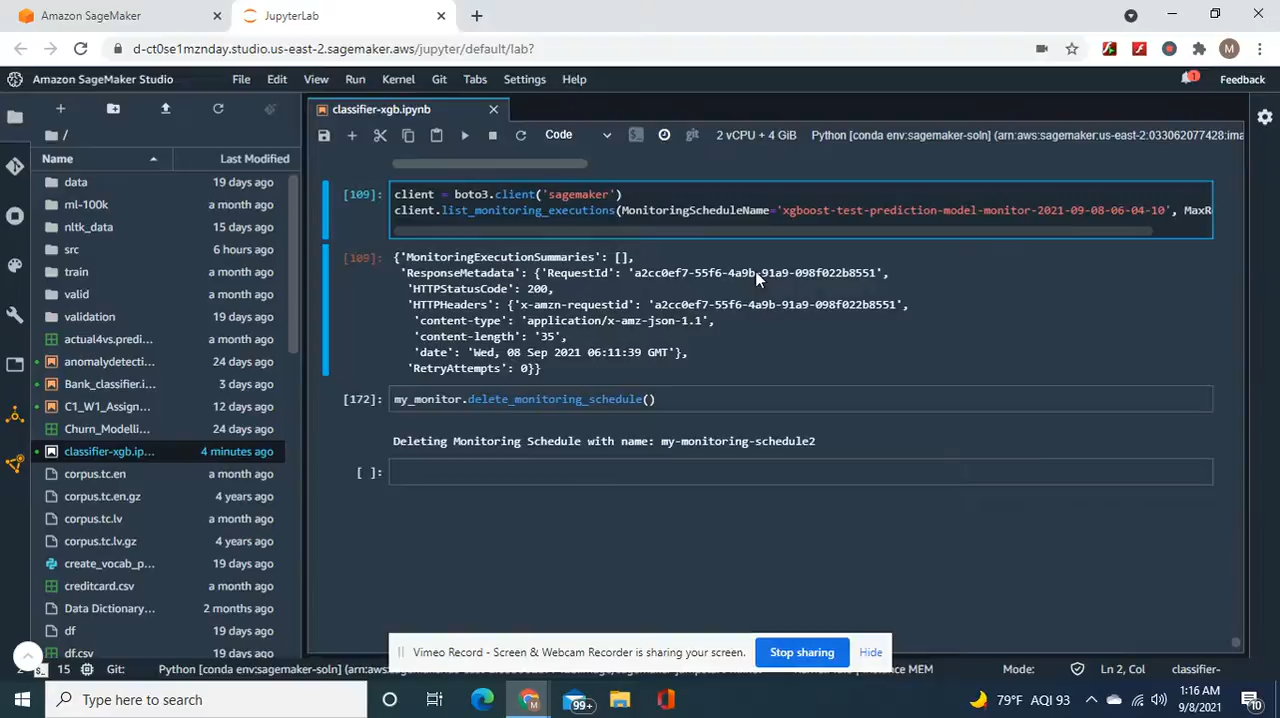 Amazon SageMaker
JupyterLab
d-ct0se1mznday.studio.us-east-2.sagemaker.aws/jupyter/default/lab?
M
Amazon SageMaker Studio
File Edit View Run Kernel Git Tabs Settings Help
1
Feedback
classifier-xgb.ipynb
Code
git
2 vCPU + 4 GiB
Python [conda env:sagemaker-soln] (arn:aws:sagemaker:us-east-2:033062077428:ima
/
Name Last Modified
data 19 days ago
ml-100k a month ago
nltk_data 15 days ago
src 6 hours ago
train a month ago
valid a month ago
validation a month ago
actual4vs.predi... a month ago
anomalydetecti... 24 days ago
Bank_classifier.i... 3 days ago
C1_W1_Assign... 12 days ago
Churn_Modelli... 24 days ago
classifier-xgb.ip... 4 minutes ago
corpus.tc.en a month ago
corpus.tc.en.gz 4 years ago
corpus.tc.lv a month ago
corpus.tc.lv.gz 4 years ago
create_vocab_p... 19 days ago
creditcard.csv a month ago
Data Dictionary... 2 months ago
df 19 days ago
df.csv 19 days ago
[109]: client = boto3.client('sagemaker')
client.list_monitoring_executions(MonitoringScheduleName='xgboost-test-prediction-model-monitor-2021-09-08-06-04-10', MaxR
[109]: {'MonitoringExecutionSummaries': [],
'ResponseMetadata': {'RequestId': 'a2cc0ef7-55f6-4a9b-91a9-098f022b8551',
'HTTPStatusCode': 200,
'HTTPHeaders': {'x-amzn-requestid': 'a2cc0ef7-55f6-4a9b-91a9-098f022b8551',
'content-type': 'application/x-amz-json-1.1',
'content-length': '35',
'date': 'Wed, 08 Sep 2021 06:11:39 GMT'},
'RetryAttempts': 0}}
[172]: my_monitor.delete_monitoring_schedule()
Deleting Monitoring Schedule with name: my-monitoring-schedule2
[ ]:
Vimeo Record - Screen & Webcam Recorder is sharing your screen.
Stop sharing
Hide
15
Git:
Python [conda env:sagemaker-soln]
MEM
Mode:
Ln 2, Col
classifier-
Type here to search
99+
79°F AQI 93
1:16 AM
9/8/2021
10